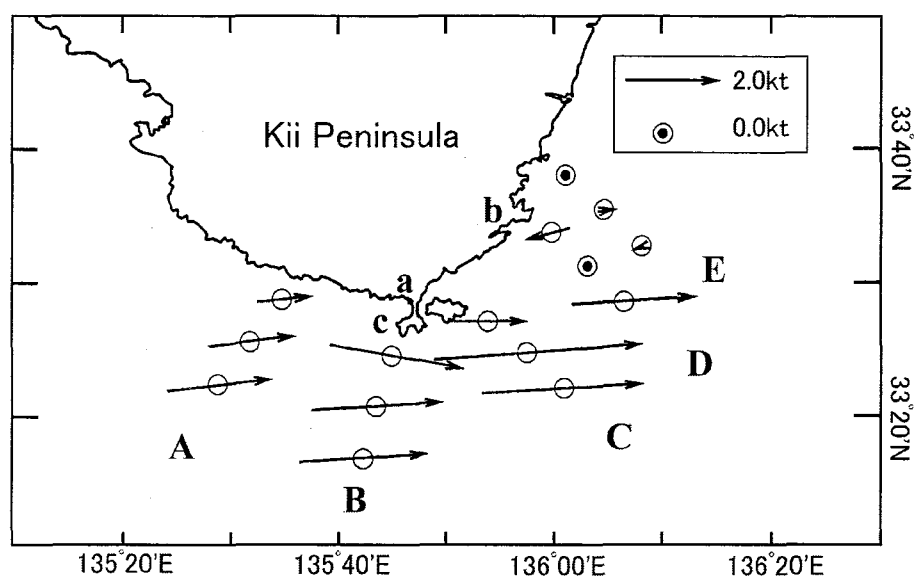 2.0kt
0.0kt
Kii Peninsula
33°40'N
b
E
a
c
D
33°20'N
A
C
B
135°20'E
135°40'E
136°00'E
136°20'E